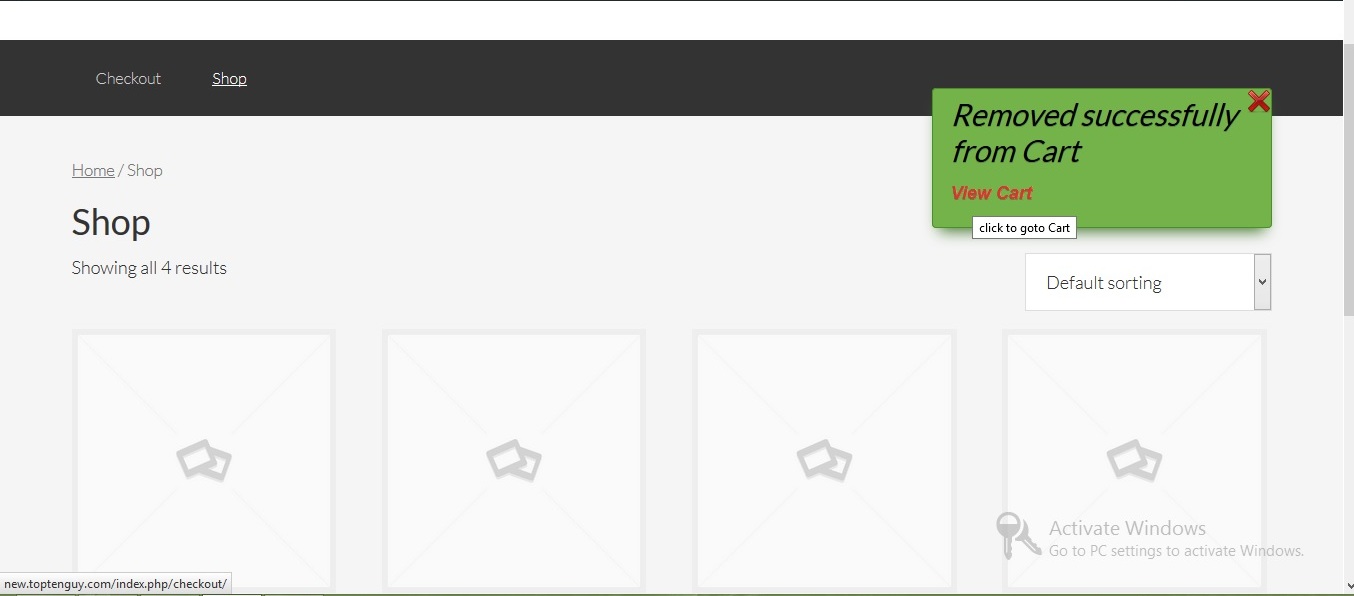 Checkout
Shop
Removed successfully
from Cart
View Cart
click to goto Cart
Home / Shop
Shop
Showing all 4 results
Default sorting
Activate Windows
Go to PC settings to activate Windows.
new.toptenguy.com/index.php/checkout/